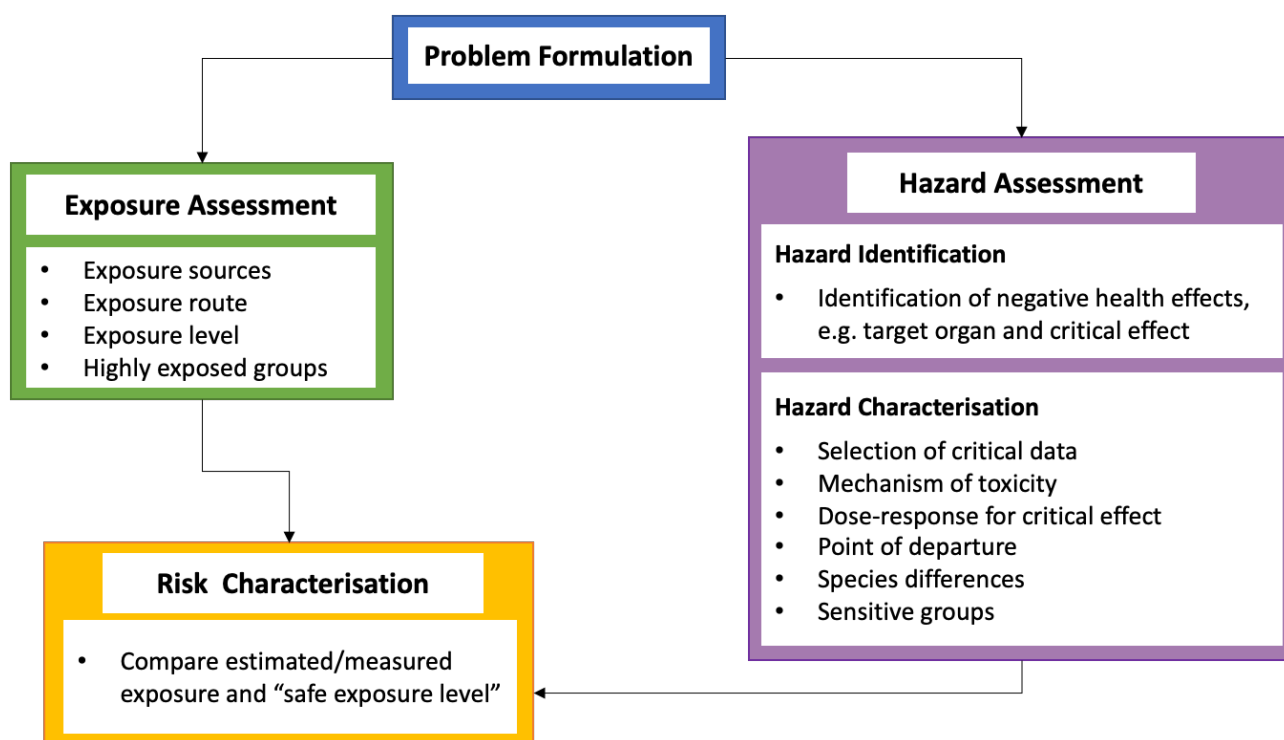 Problem Formulation
Exposure Assessment
• Exposure sources
• Exposure route
• Exposure level
• Highly exposed groups
Hazard Assessment
Hazard Identification
• Identification of negative health effects,
e.g. target organ and critical effect
Hazard Characterisation
• Selection of critical data
• Mechanism of toxicity
• Dose-response for critical effect
• Point of departure
• Species differences
• Sensitive groups
Risk  Characterisation
• Compare estimated/measured
exposure and “safe exposure level”